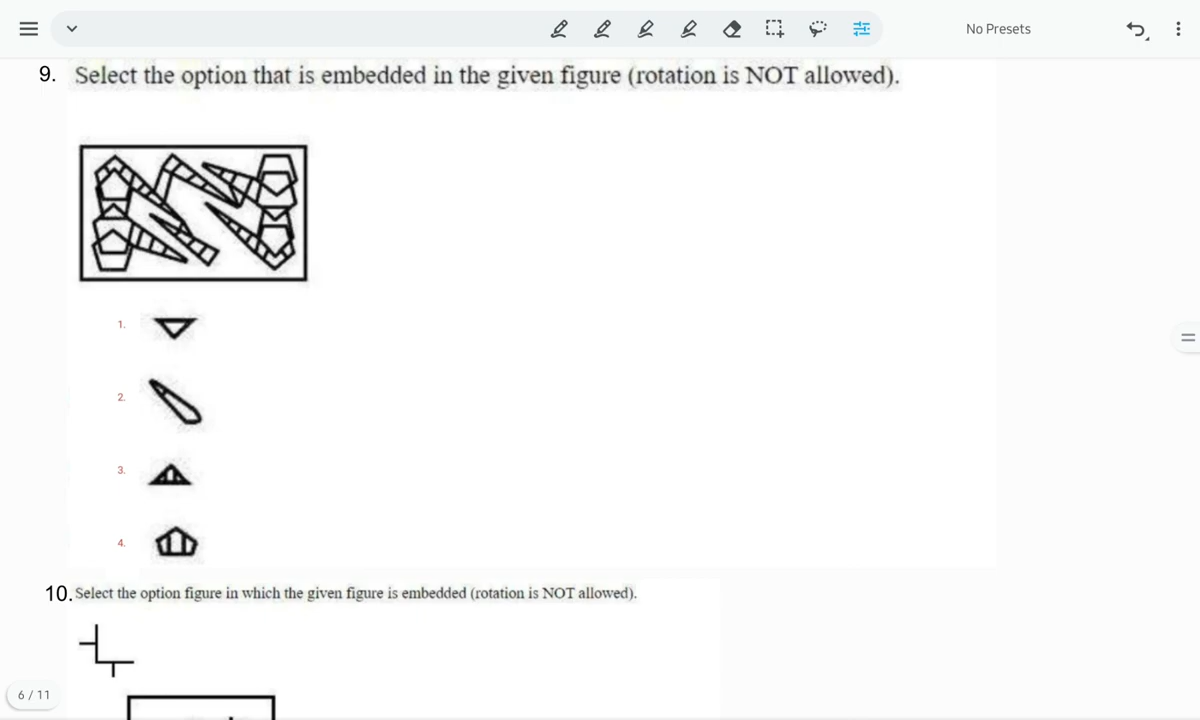 No Presets
9. Select the option that is embedded in the given figure (rotation is NOT allowed).
1.
2.
3.
4.
10. Select the option figure in which the given figure is embedded (rotation is NOT allowed).
6 / 11